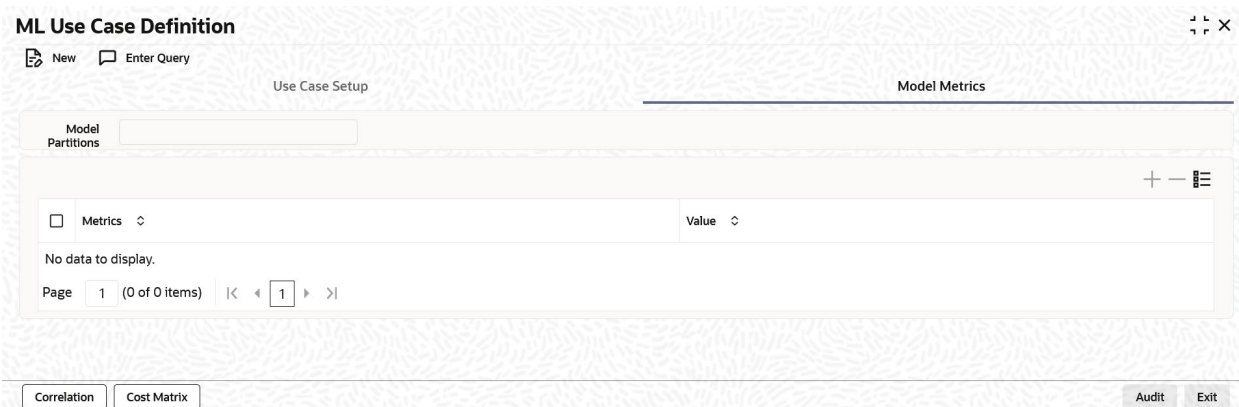 ML Use Case Definition
New Enter Query
Use Case Setup Model Metrics
Model
Partitions
Metrics Value
No data to display.
Page 1 (0 of 0 items) 1
Correlation Cost Matrix Audit Exit